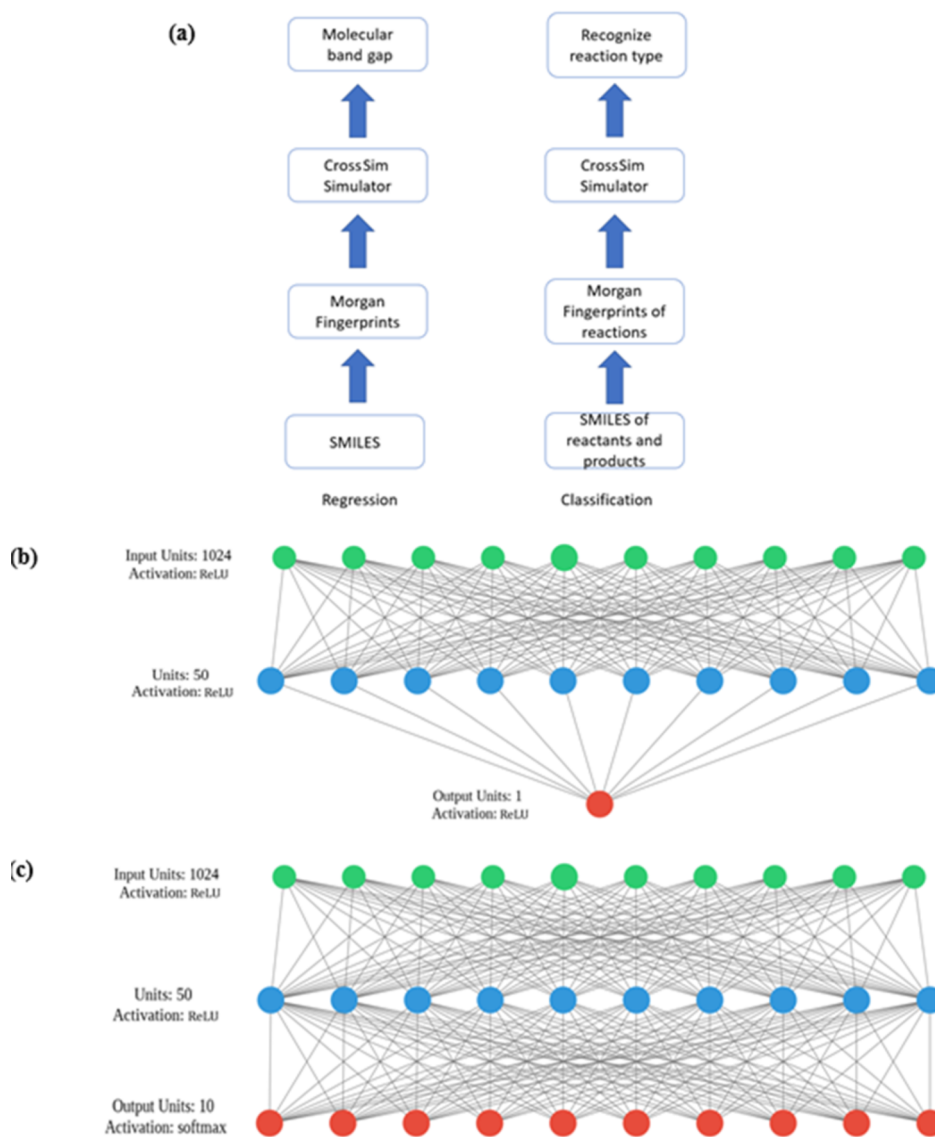 (a)
Molecular
band gap
CrossSim
Simulator
Morgan
Fingerprints
SMILES
Regression
Recognize
reaction type
CrossSim
Simulator
Morgan
Fingerprints of
reactions
SMILES of
reactants and
products
Classification
(b)
Input Units: 1024
Activation: ReLU
Units: 50
Activation: ReLU
Output Units: 1
Activation: ReLU
(c)
Input Units: 1024
Activation: ReLU
Units: 50
Activation: ReLU
Output Units: 10
Activation: softmax